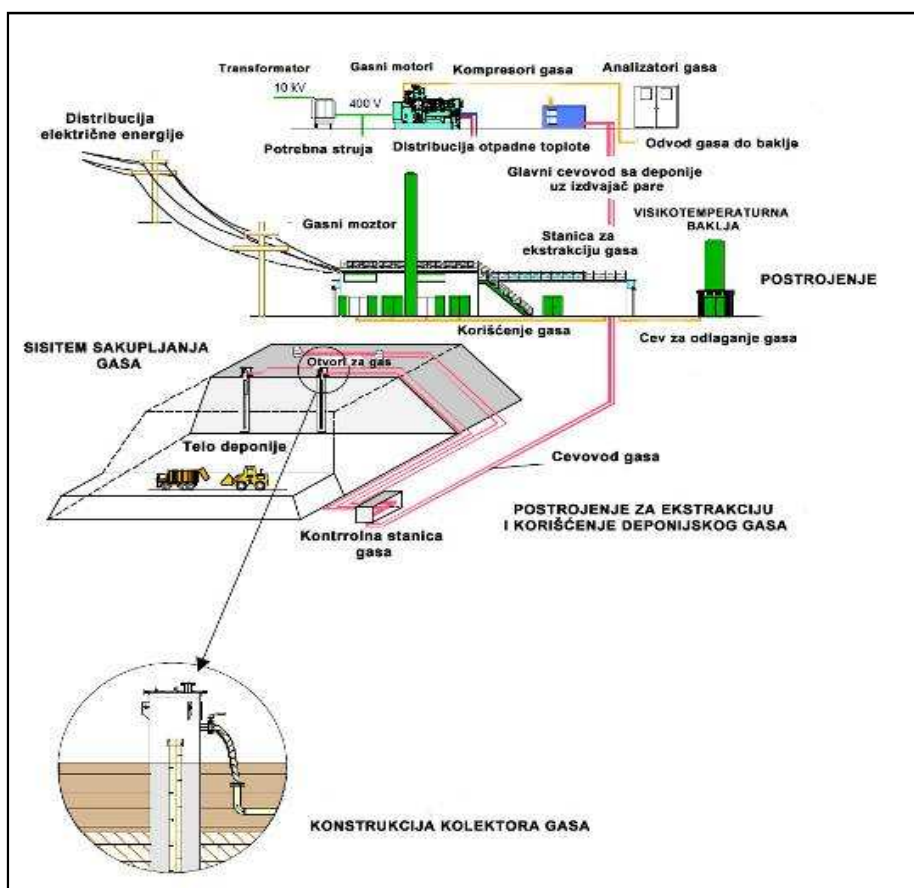 Gasni motori
Kompresori gasa
Analizatori gasa
Transformator
10 kV
400 V
Potrebna struja
Distribucija otpadne toplote
Odvod gasa do baklje
Distribucija
električne energije
Glavni cevovod sa deponije
uz izdvajač pare
Gasni moztor
Stanica za
ekstrakciju gasa
VISIKOTEMPERATURNA
BAKLJA
POSTROJENJE
Korišćenje gasa
Cev za odlaganje gasa
SISITEM SAKUPLJANJA
GASA
Otvori za gas
Telo deponije
Cevovod gasa
Kontrrolna stanica
gasa
POSTROJENJE ZA EKSTRAKCIJU
I KORIŠĆENJE DEPONIJSKOG GASA
KONSTRUKCIJA KOLEKTORA GASA